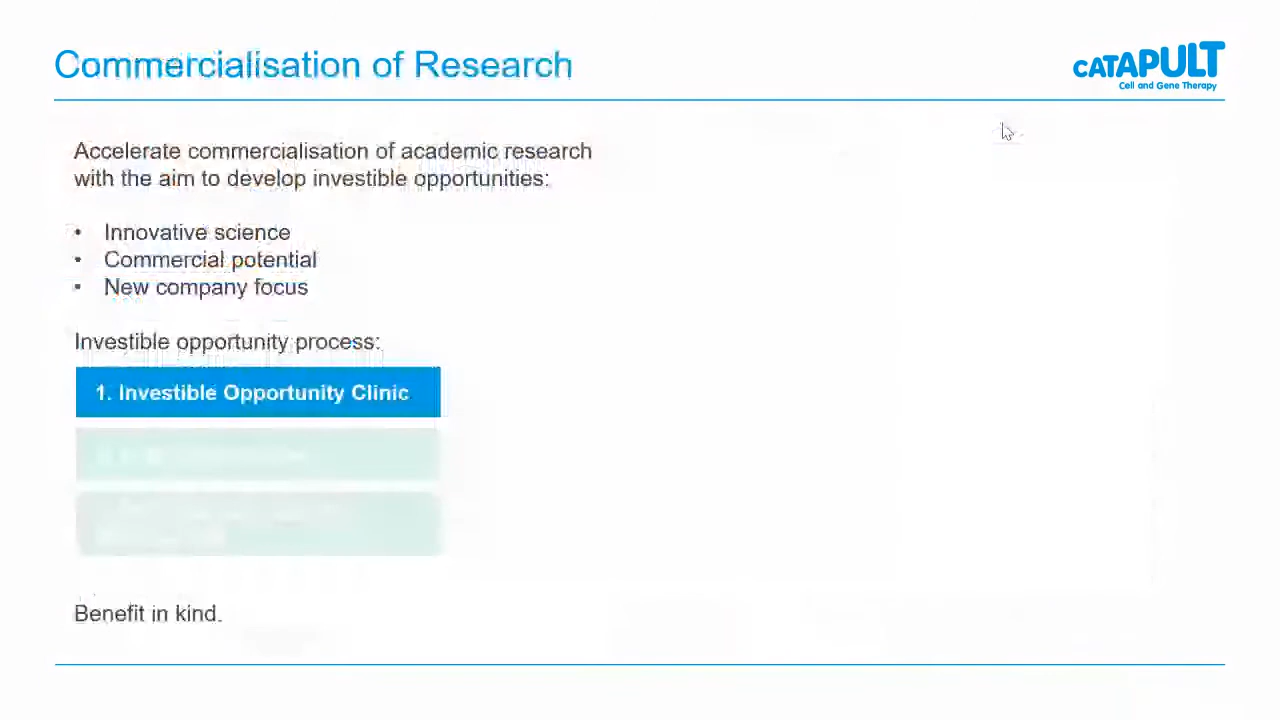 Commercialisation of Research
CATAPULT
Cell and Gene Therapy
Accelerate commercialisation of academic research
with the aim to develop investible opportunities:
• Innovative science
• Commercial potential
• New company focus
Investible opportunity process:
1. Investible Opportunity Clinic
Benefit in kind.